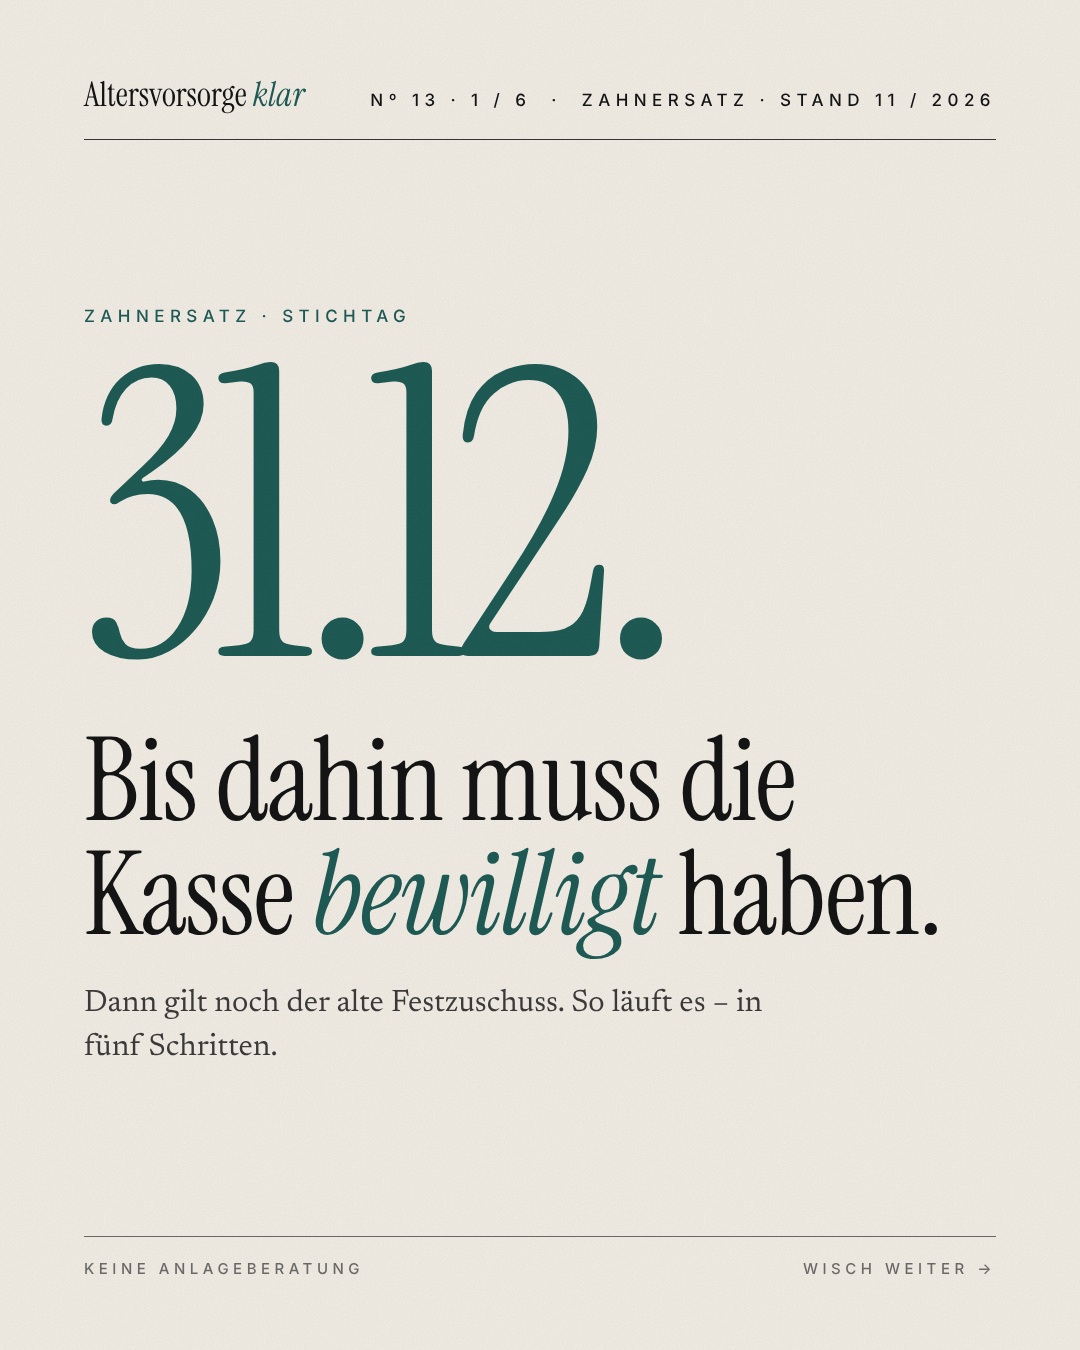 Altersvorsorge klar
Nº 13 · 1 / 6 · ZAHNERSATZ · STAND 11 / 2026
ZAHNERSATZ · STICHTAG
31.12.
Bis dahin muss die
Kasse bewilligt haben.
Dann gilt noch der alte Festzuschuss. So läuft es – in
fünf Schritten.
KEINE ANLAGEBERATUNG
WISCH WEITER →